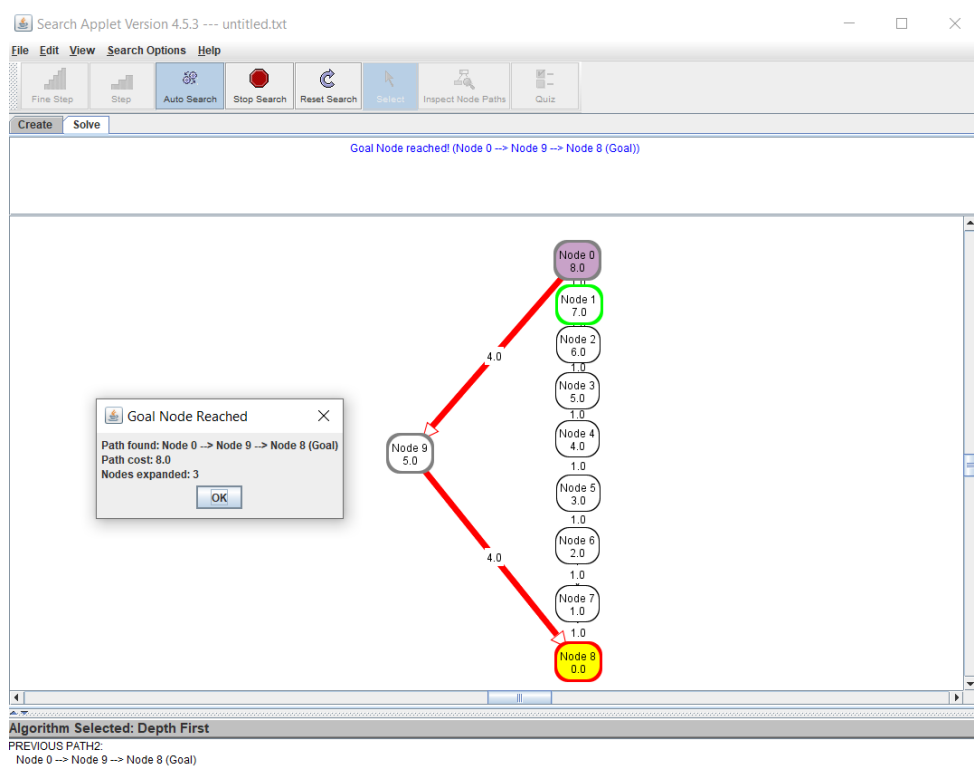 Search Applet Version 4.5.3 --- untitled.txt
File Edit View Search Options Help
Fine Step Step Auto Search Stop Search Reset Search Select Inspect Node Paths Quiz
Create Solve
Goal Node reached! (Node 0 --> Node 9 --> Node 8 (Goal))
Node 0
8.0
Node 1
7.0
Node 2
6.0
1.0
4.0
Node 3
5.0
1.0
Goal Node Reached
Path found: Node 0 --> Node 9 --> Node 8 (Goal)
Path cost: 8.0
Nodes expanded: 3
OK
Node 9
5.0
Node 4
4.0
1.0
Node 5
3.0
1.0
Node 6
2.0
4.0
1.0
Node 7
1.0
1.0
Node 8
0.0
Algorithm Selected: Depth First
PREVIOUS PATH2:
Node 0 --> Node 9 --> Node 8 (Goal)